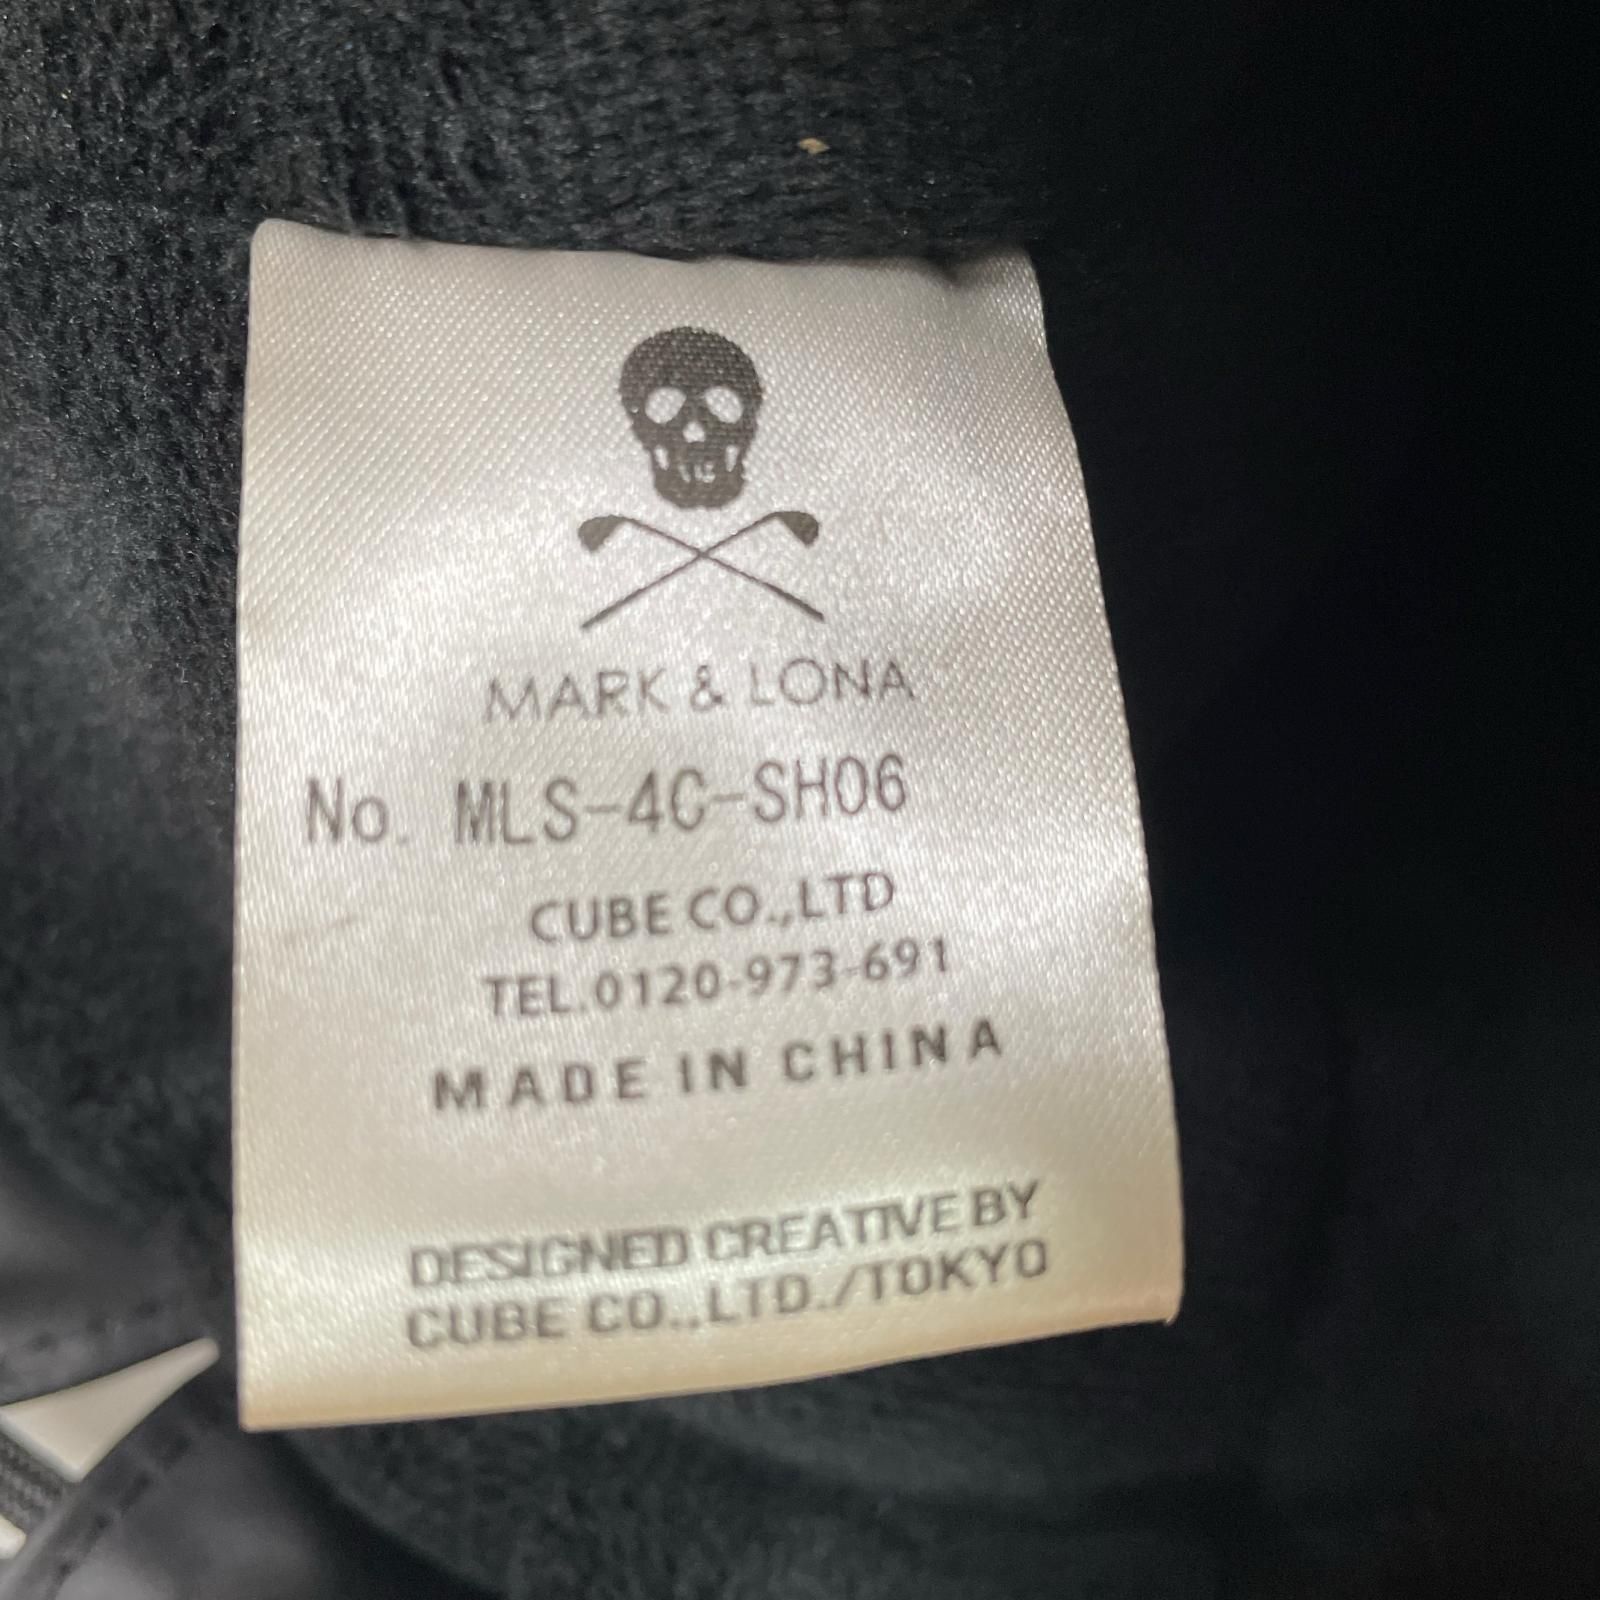 MARK & LONA
No. MLS-4C-SH06
CUBE CO.,LTD
TEL.0120-973-691
MADE IN CHINA
DESIGNED CREATIVE BY
CUBE CO.,LTD./TOKYO